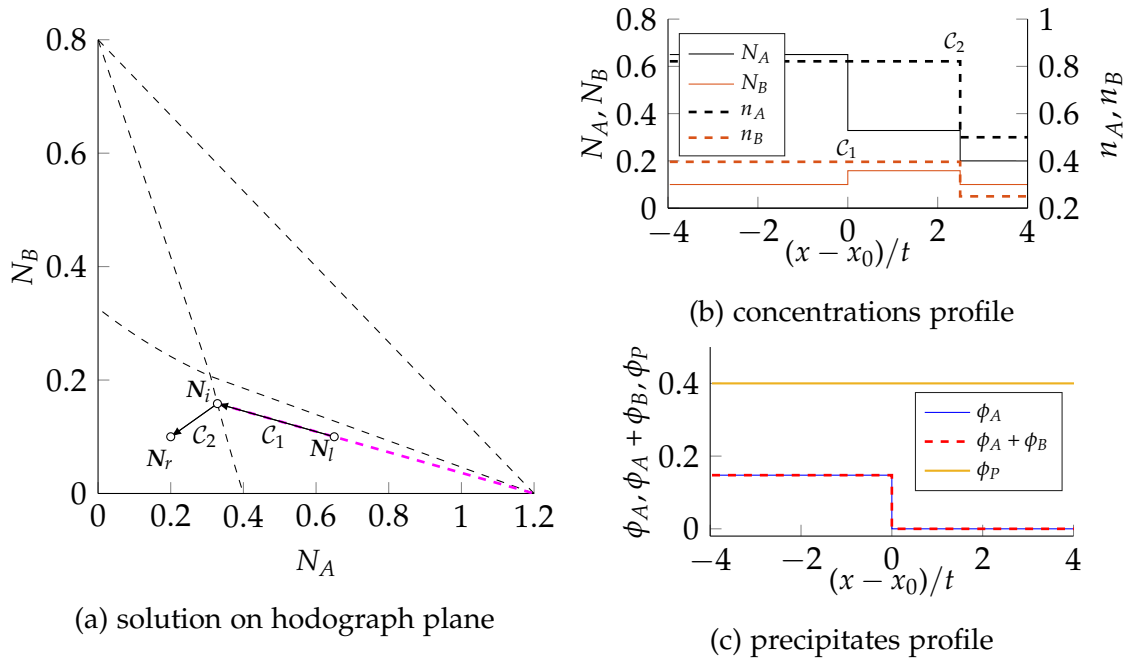 0.8
0.6
0.4
0.2
0
N_B
N_i
N_r
C_2
C_1
N_l
0 0.2 0.4 0.6 0.8 1 1.2
N_A
(a) solution on hodograph plane
0.8
0.6
0.4
0.2
0
N_A, N_B
N_A
N_B
n_A
n_B
C_2
C_1
1
0.8
0.6
0.4
0.2
n_A, n_B
−4 −2 0 2 4
(x − x_0)/t
(b) concentrations profile
0.4
0.2
0
ϕ_A, ϕ_A + ϕ_B, ϕ_P
ϕ_A
ϕ_A + ϕ_B
ϕ_P
−4 −2 0 2 4
(x − x_0)/t
(c) precipitates profile